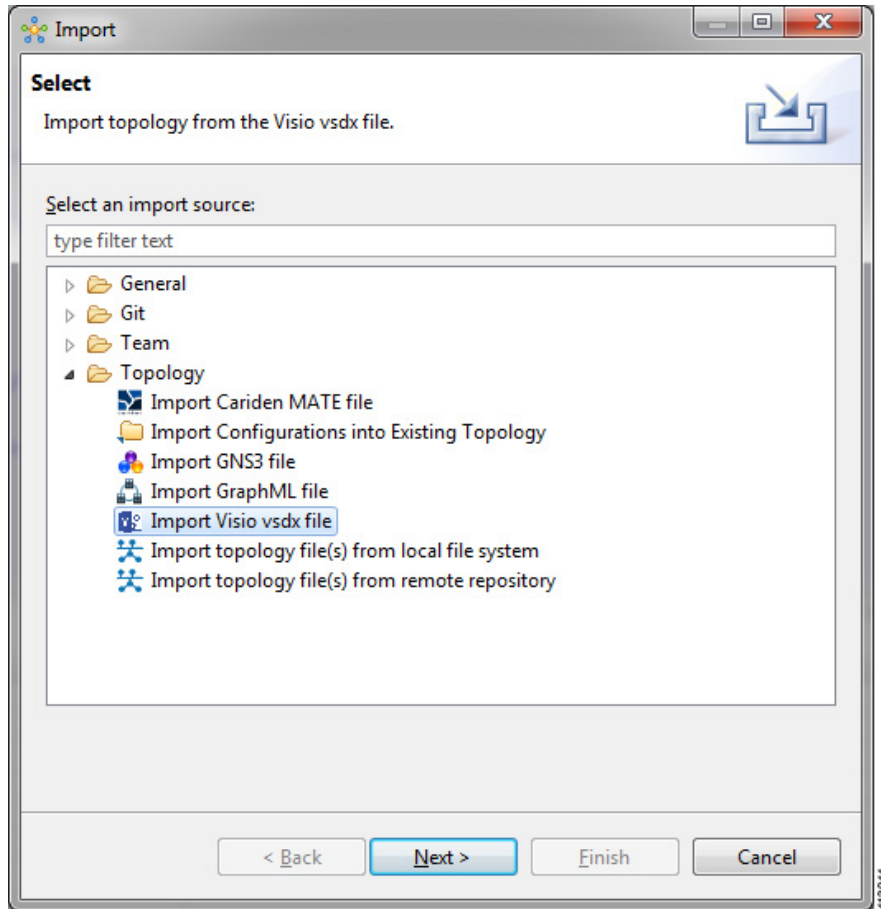 Import
Select
Import topology from the Visio vsdx file.
Select an import source:
type filter text
General
Git
Team
Topology
Import Cariden MATE file
Import Configurations into Existing Topology
Import GNS3 file
Import GraphML file
Import Visio vsdx file
Import topology file(s) from local file system
Import topology file(s) from remote repository
< Back
Next >
Finish
Cancel